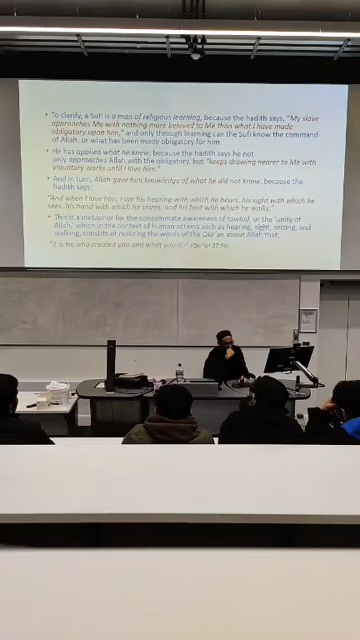 • To clarify, a Sufi is a man of religious learning, because the hadith says, "My slave
approaches Me with nothing more beloved to Me than what I have made
obligatory upon him," and only through learning can the Sufi know the command
of Allah, or what has been made obligatory for him.
• He has applied what he knew, because the hadith says he not
only approaches Allah with the obligatory, but "keeps drawing nearer to Me with
voluntary works until I love him."
• And in turn, Allah gave him knowledge of what he did not know, because the
hadith says:
"And when I love him, I am his hearing with which he hears, his sight with which he
sees, his hand with which he seizes, and his foot with which he walks,"
• This is a metaphor for the consummate awareness of tawhid, or the 'unity of
Allah,' which in the context of human actions such as hearing, sight, seizing, and
walking, consists of realizing the words of the Qur'an about Allah that,
"It is He who created you and what you do" (Qur'an 37:96)